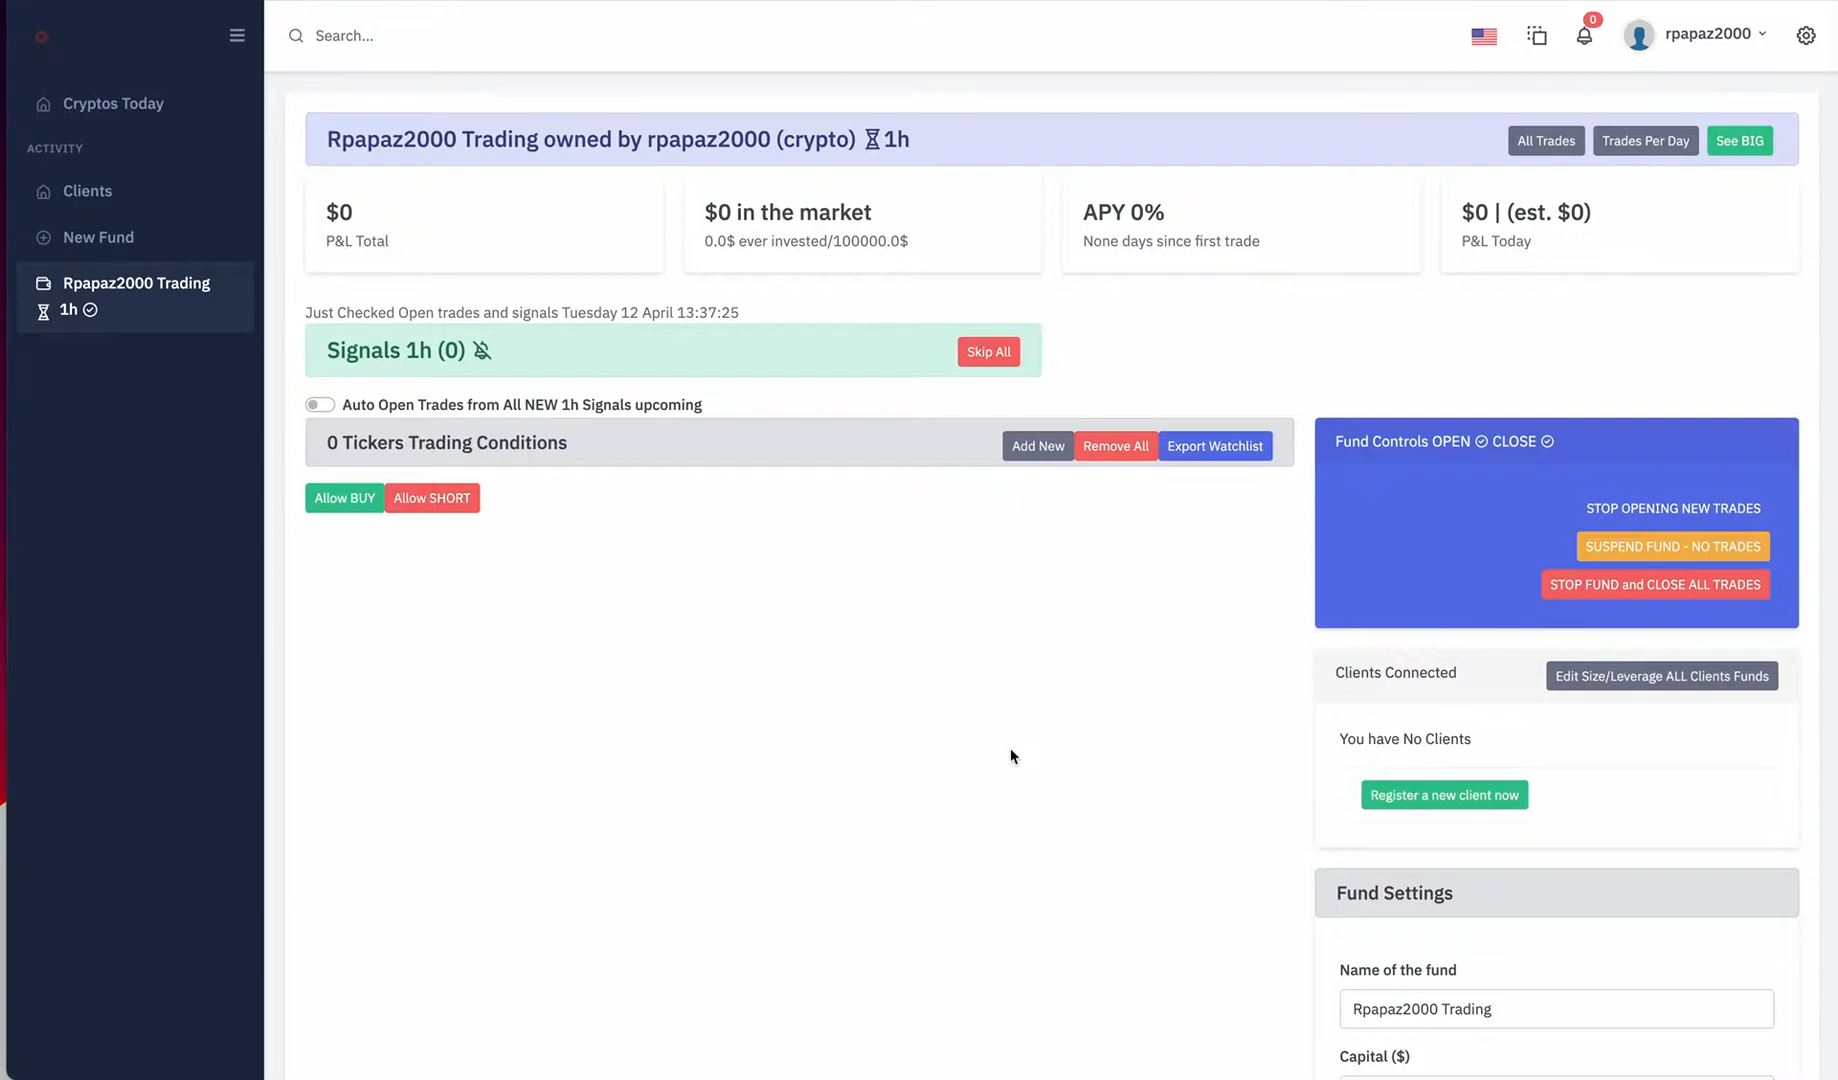 Search...
0
rpapaz2000
Cryptos Today
ACTIVITY
Clients
New Fund
Rpapaz2000 Trading
1h
Rpapaz2000 Trading owned by rpapaz2000 (crypto) 1h
All Trades
Trades Per Day
See BIG
$0
P&L Total
$0 in the market
0.0$ ever invested/100000.0$
APY 0%
None days since first trade
$0 | (est. $0)
P&L Today
Just Checked Open trades and signals Tuesday 12 April 13:37:25
Signals 1h (0)
Skip All
Auto Open Trades from All NEW 1h Signals upcoming
0 Tickers Trading Conditions
Add New
Remove All
Export Watchlist
Allow BUY
Allow SHORT
Fund Controls OPEN CLOSE
STOP OPENING NEW TRADES
SUSPEND FUND - NO TRADES
STOP FUND and CLOSE ALL TRADES
Clients Connected
Edit Size/Leverage ALL Clients Funds
You have No Clients
Register a new client now
Fund Settings
Name of the fund
Rpapaz2000 Trading
Capital ($)